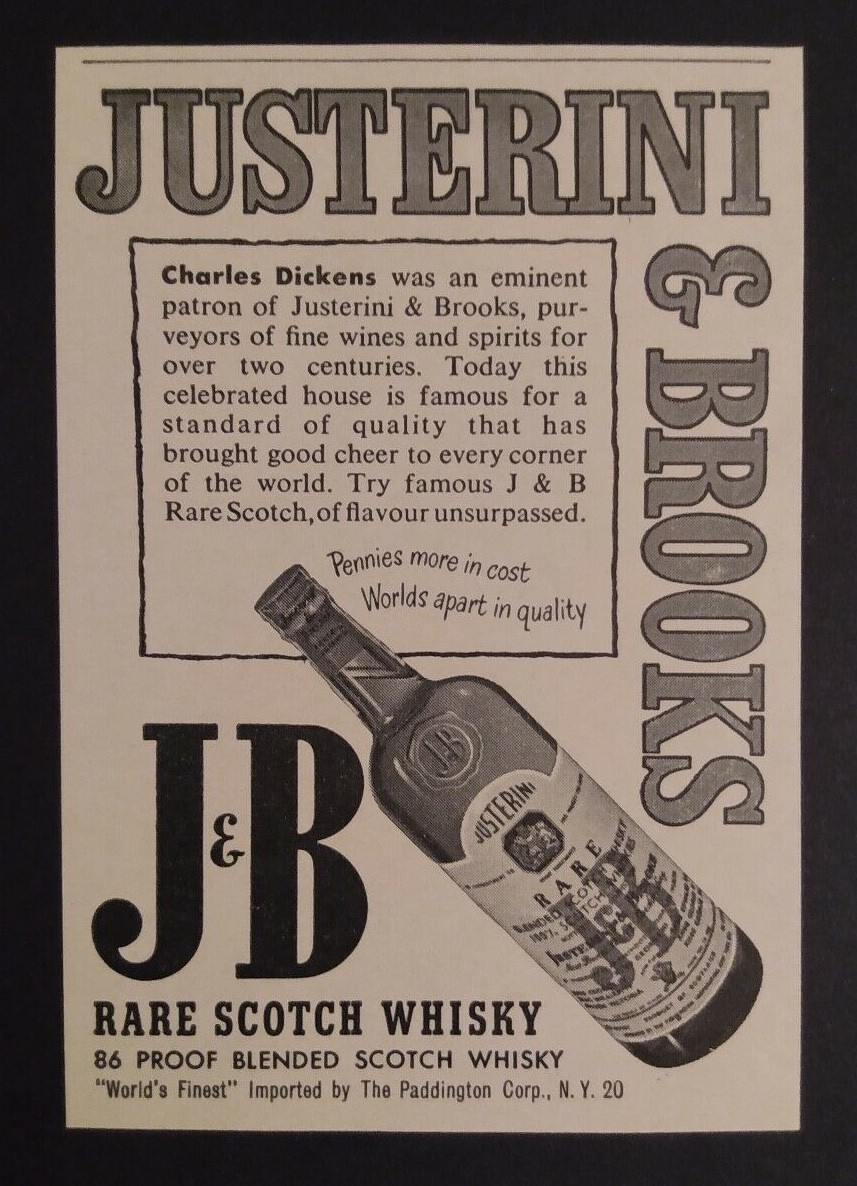 JUSTERINI
& BROOKS
Charles Dickens was an eminent
patron of Justerini & Brooks, pur-
veyors of fine wines and spirits for
over two centuries. Today this
celebrated house is famous for a
standard of quality that has
brought good cheer to every corner
of the world. Try famous J & B
Rare Scotch, of flavour unsurpassed.
Pennies more in cost
Worlds apart in quality
J&B
JUSTERINI
RARE
J&B
J&B
RARE SCOTCH WHISKY
86 PROOF BLENDED SCOTCH WHISKY
"World's Finest" Imported by The Paddington Corp., N. Y. 20